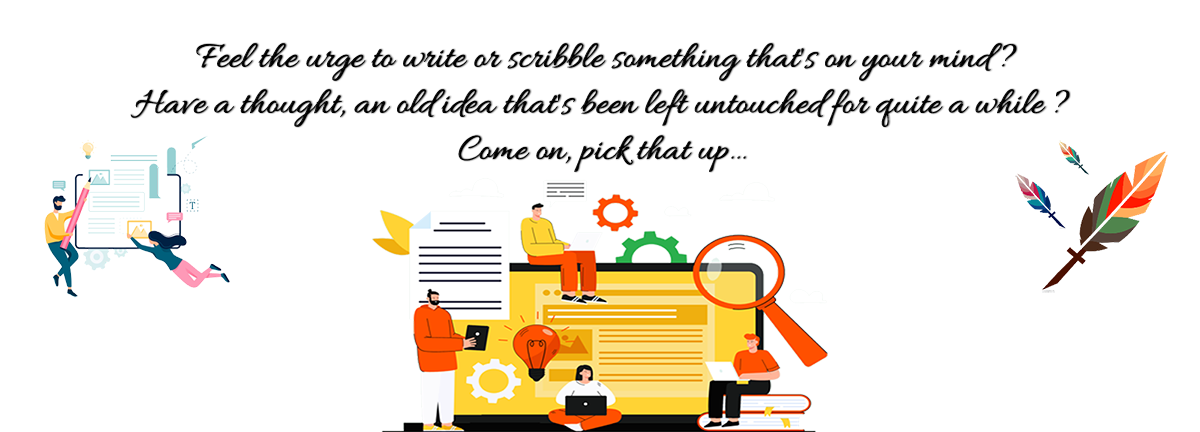 Feel the urge to write or scribble something that's on your mind?
Have a thought, an old idea that's been left untouched for quite a while ?
Come on, pick that up...
T